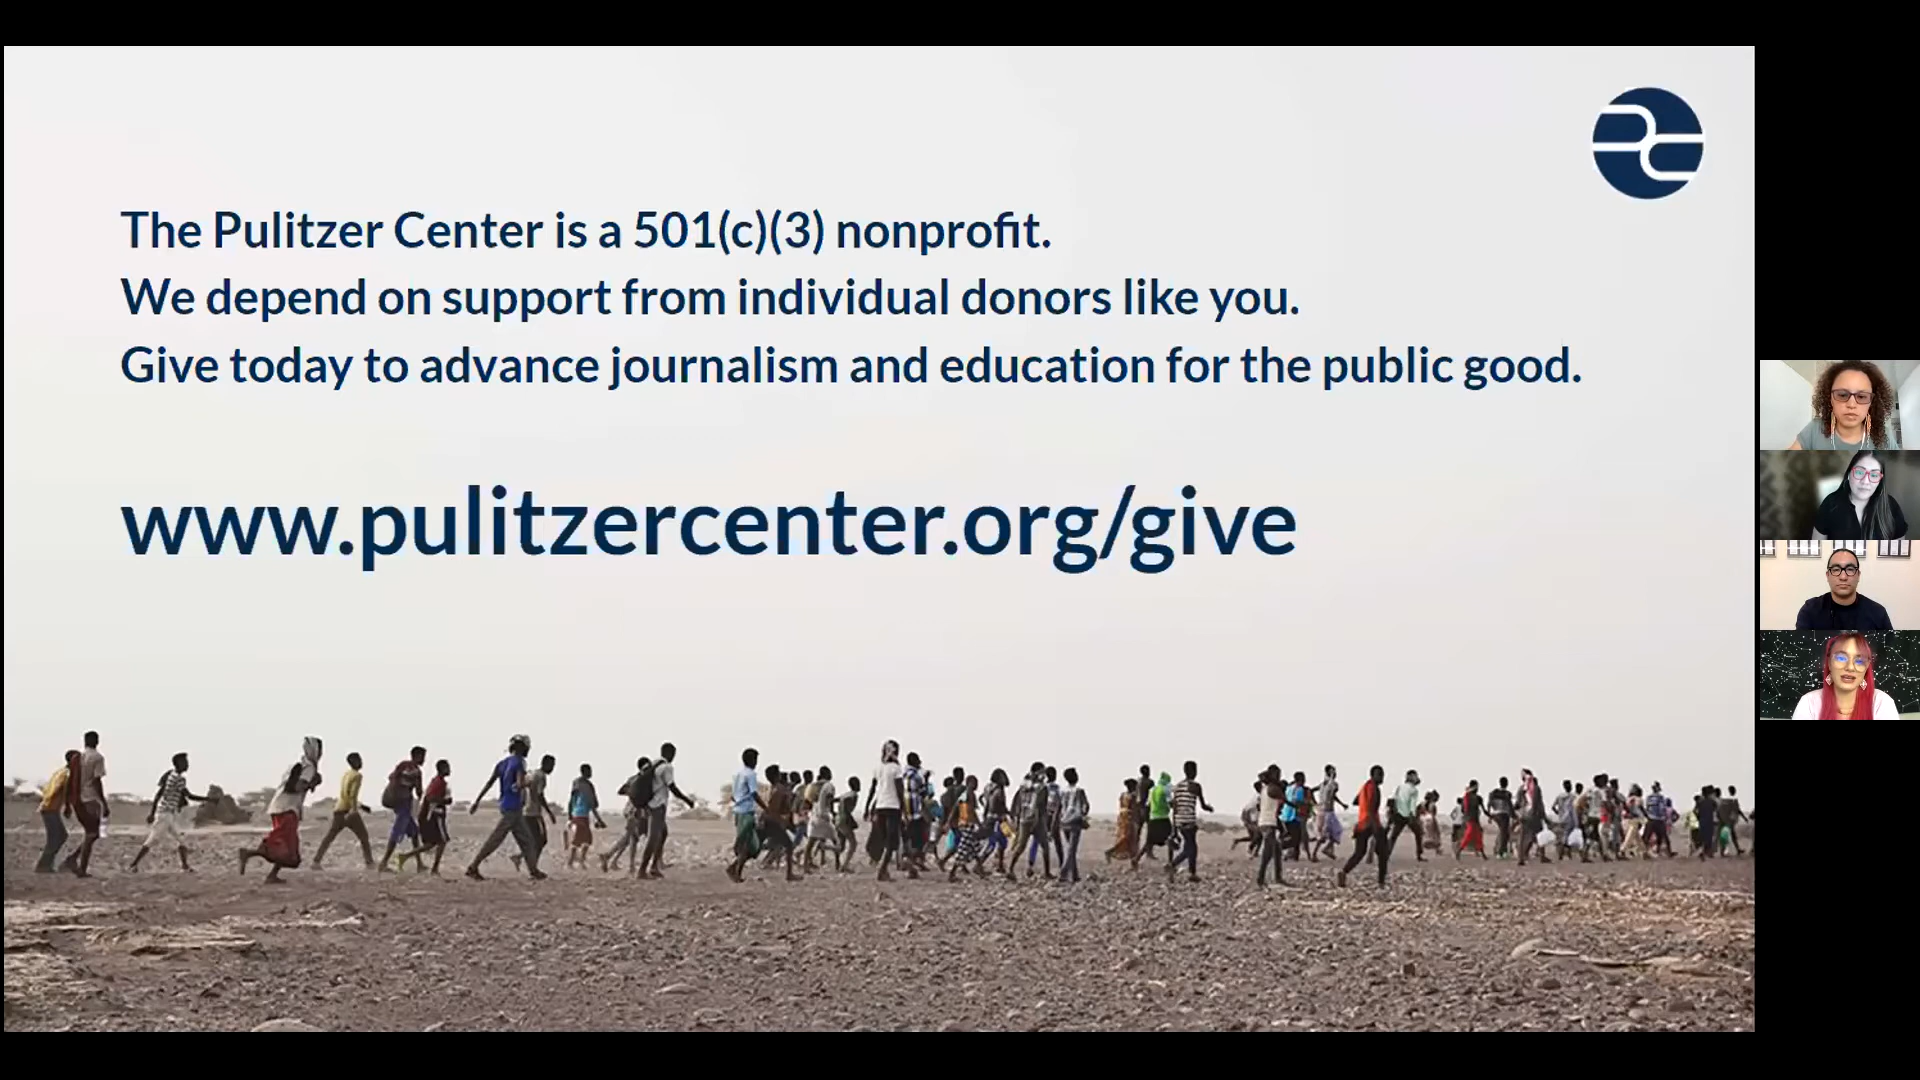 The Pulitzer Center is a 501(c)(3) nonprofit.
We depend on support from individual donors like you.
Give today to advance journalism and education for the public good.
www.pulitzercenter.org/give